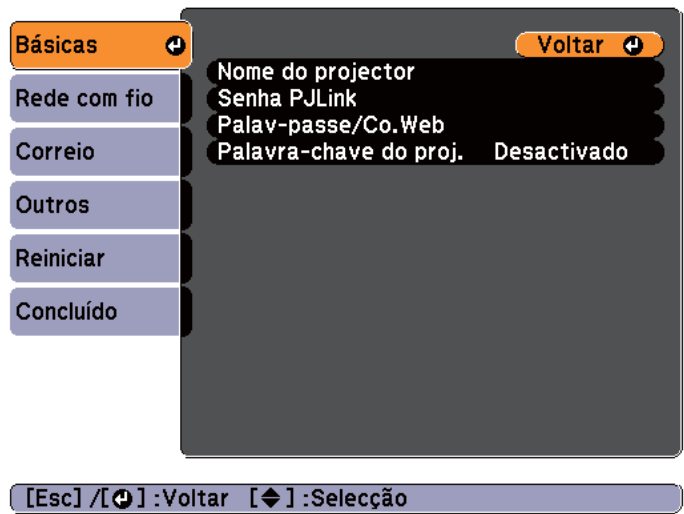 Básicas
Rede com fio
Correio
Outros
Reiniciar
Concluído
Voltar
Nome do projector
Senha PJLink
Palav-passe/Co.Web
Palavra-chave do proj. Desactivado
[Esc] /[ ] :Voltar [ ] :Selecção